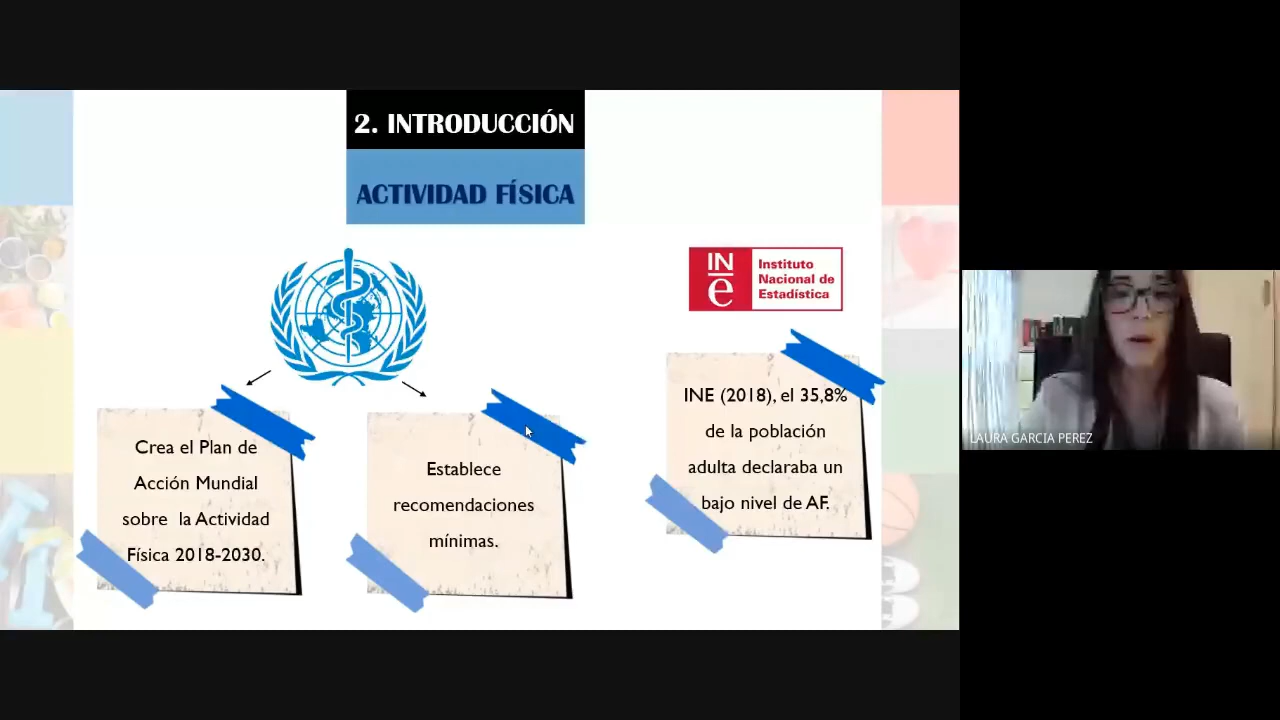 2. INTRODUCCIÓN
ACTIVIDAD FÍSICA
IN
e
Instituto
Nacional de
Estadística
Crea el Plan de
Acción Mundial
sobre la Actividad
Física 2018-2030.
Establece
recomendaciones
mínimas.
INE (2018), el 35,8%
de la población
adulta declaraba un
bajo nivel de AF.
LAURA GARCIA PEREZ